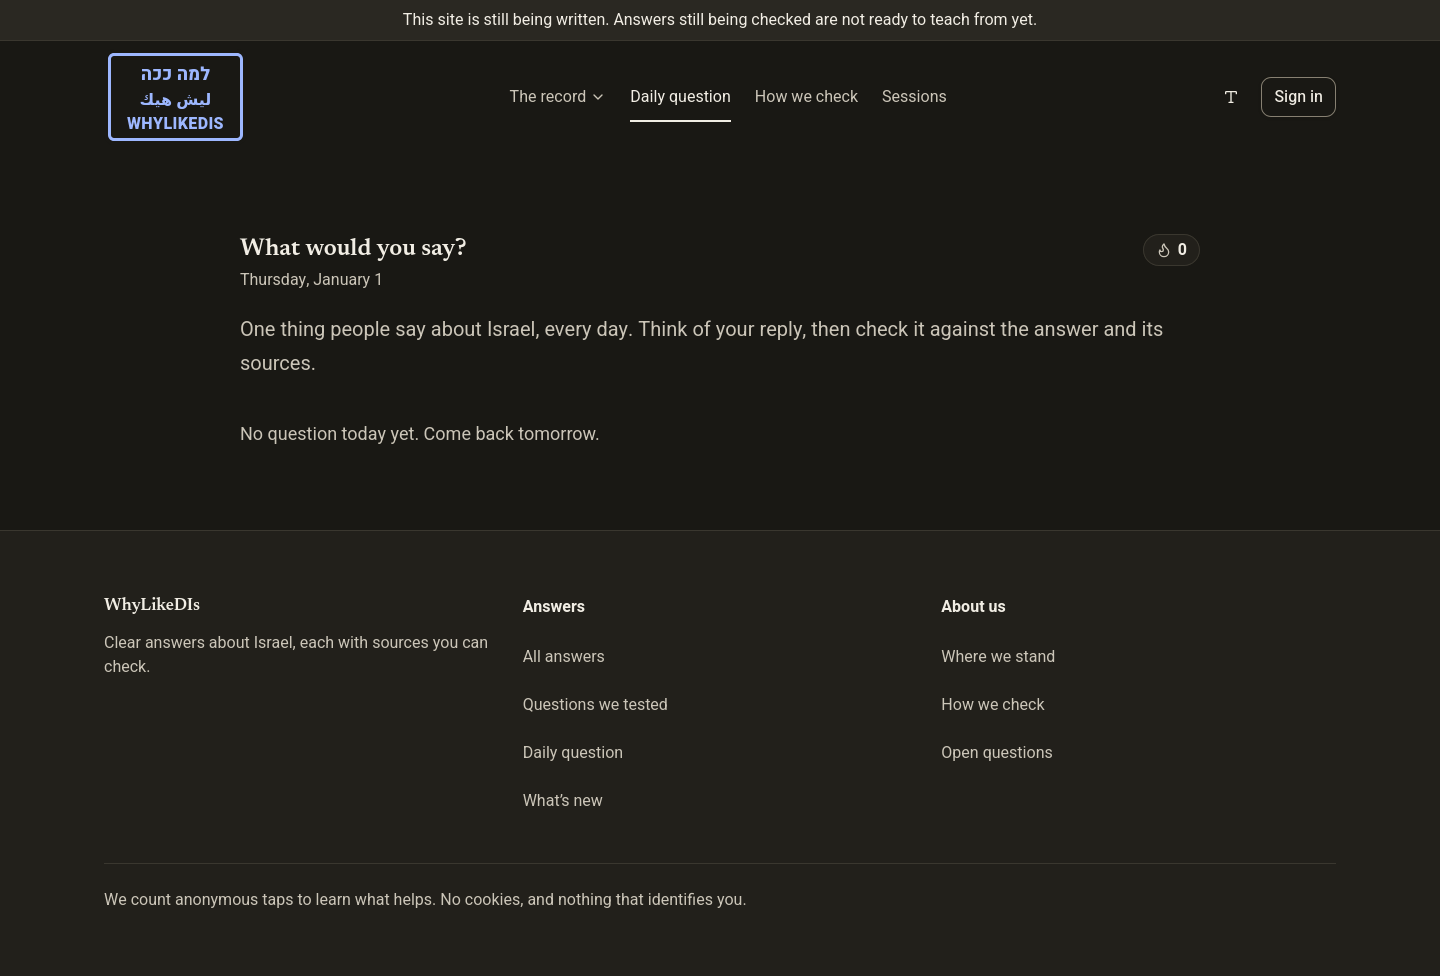 This site is still being written. Answers still being checked are not ready to teach from yet.
למה ככה
ليش هيك
WHYLIKEDIS
The record
Daily question
How we check
Sessions
Sign in
What would you say?
0
Thursday, January 1
One thing people say about Israel, every day. Think of your reply, then check it against the answer and its
sources.
No question today yet. Come back tomorrow.
WhyLikeDIs
Clear answers about Israel, each with sources you can
check.
Answers
All answers
Questions we tested
Daily question
What’s new
About us
Where we stand
How we check
Open questions
We count anonymous taps to learn what helps. No cookies, and nothing that identifies you.